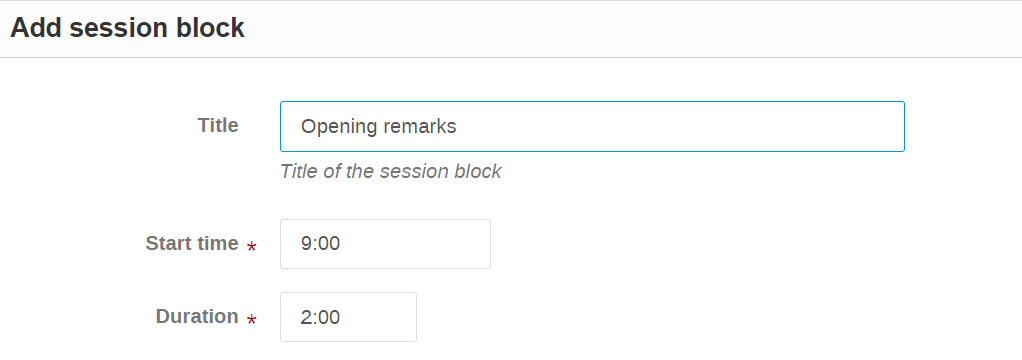 Add session block
Title
Opening remarks
Title of the session block
Start time *
9:00
Duration *
2:00